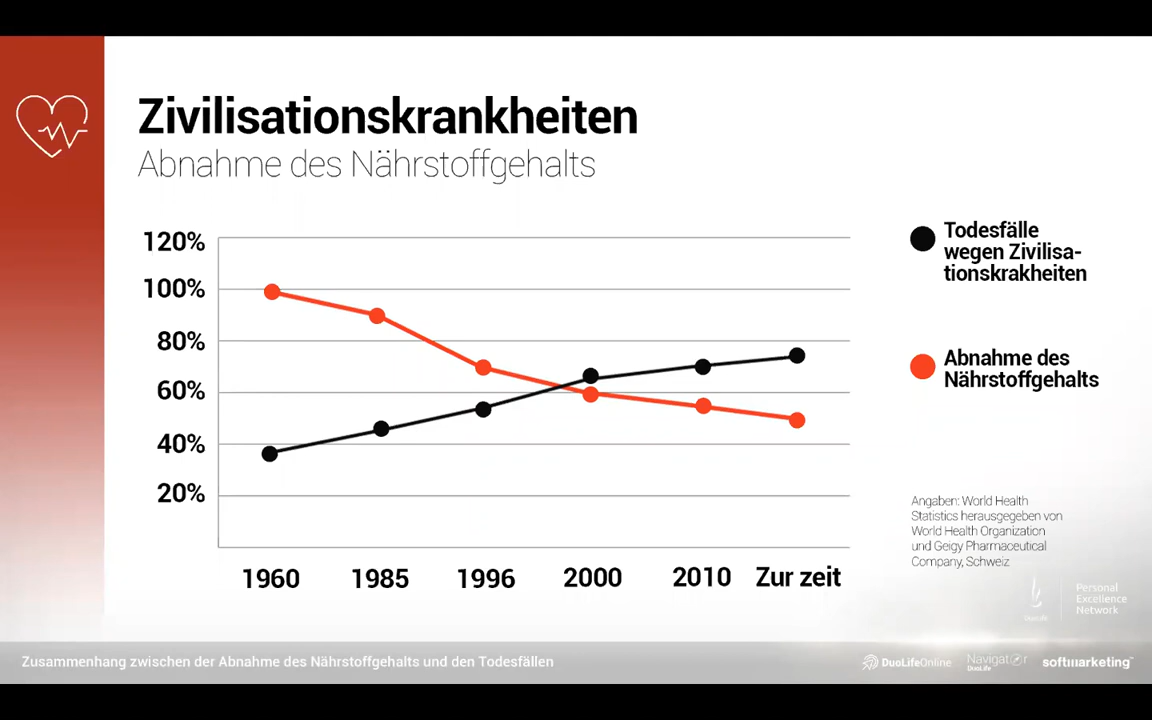 Zivilisationskrankheiten
Abnahme des Nährstoffgehalts
120%
100%
80%
60%
40%
20%
1960 1985 1996 2000 2010 Zur zeit
Todesfälle
wegen Zivilisa-
tionskrakheiten
Abnahme des
Nährstoffgehalts
Angaben: World Health
Statistics herausgegeben von
World Health Organization
und Geigy Pharmaceutical
Company, Schweiz
DuoLife
Personal
Excellence
Network
Zusammenhang zwischen der Abnahme des Nährstoffgehalts und den Todesfällen
DuoLifeOnline
Navigator
DuoLife
softmarketing